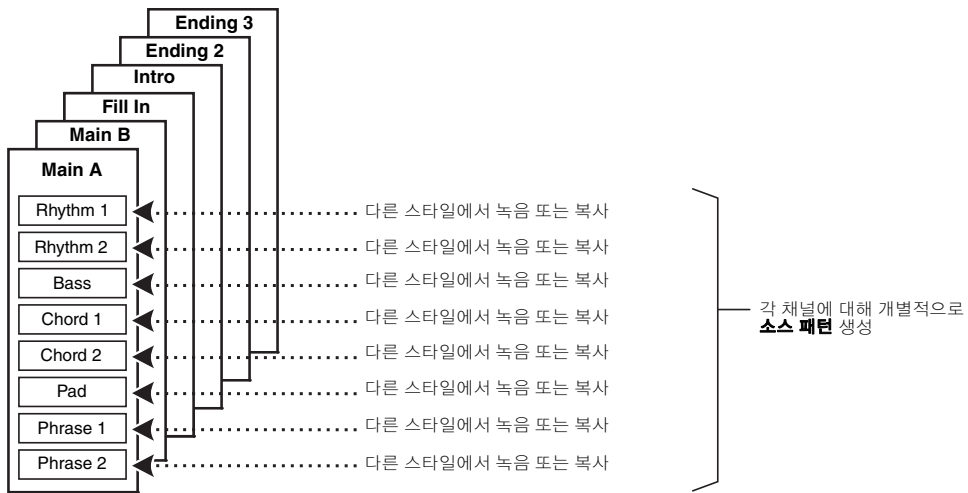 Ending 3
Ending 2
Intro
Fill In
Main B
Main A
Rhythm 1
다른 스타일에서 녹음 또는 복사
Rhythm 2
다른 스타일에서 녹음 또는 복사
Bass
다른 스타일에서 녹음 또는 복사
Chord 1
다른 스타일에서 녹음 또는 복사
Chord 2
다른 스타일에서 녹음 또는 복사
Pad
다른 스타일에서 녹음 또는 복사
Phrase 1
다른 스타일에서 녹음 또는 복사
Phrase 2
다른 스타일에서 녹음 또는 복사
각 채널에 대해 개별적으로
소스 패턴 생성